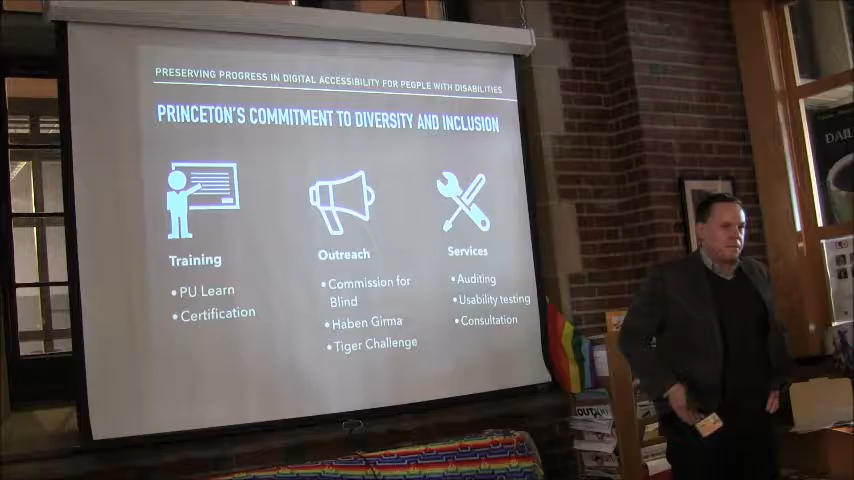 PRESERVING PROGRESS IN DIGITAL ACCESSIBILITY FOR PEOPLE WITH DISABILITIES
PRINCETON'S COMMITMENT TO DIVERSITY AND INCLUSION
Training
• PU Learn
• Certification
Outreach
• Commission for
Blind
• Haben Girma
• Tiger Challenge
Services
• Auditing
• Usability testing
• Consultation
OUT